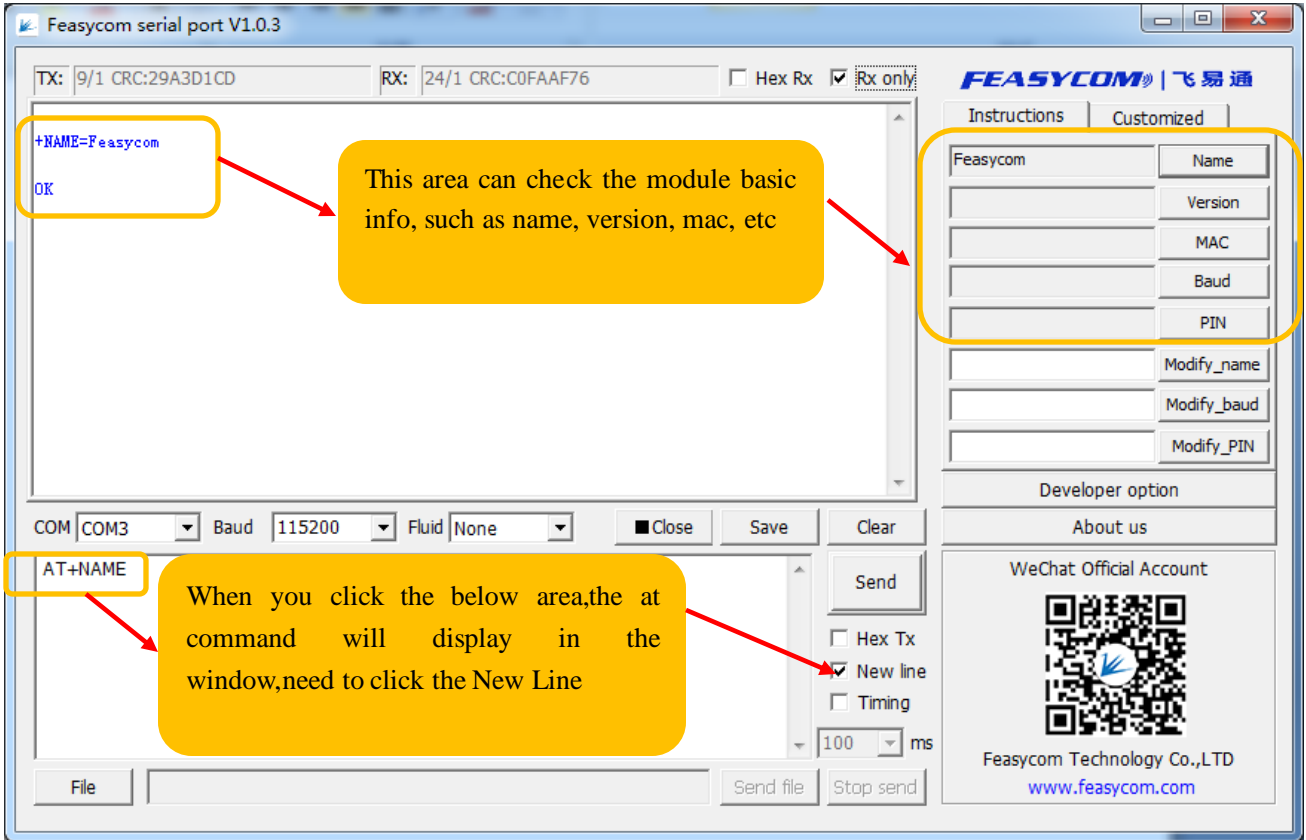 Feasycom serial port V1.0.3
TX: 9/1 CRC:29A3D1CD RX: 24/1 CRC:C0FAAF76 Hex Rx Rx only
FEASYCOM | 飞易通
Instructions Customized
+NAME=Feasycom
OK
This area can check the module basic
info, such as name, version, mac, etc
Feasycom Name
Version
MAC
Baud
PIN
Modify_name
Modify_baud
Modify_PIN
Developer option
About us
COM COM3 Baud 115200 Fluid None Close Save Clear
AT+NAME
When you click the below area,the at
command will display in the
window,need to click the New Line
Send
Hex Tx
New line
Timing
100 ms
File Send file Stop send
WeChat Official Account
Feasycom Technology Co.,LTD
www.feasycom.com